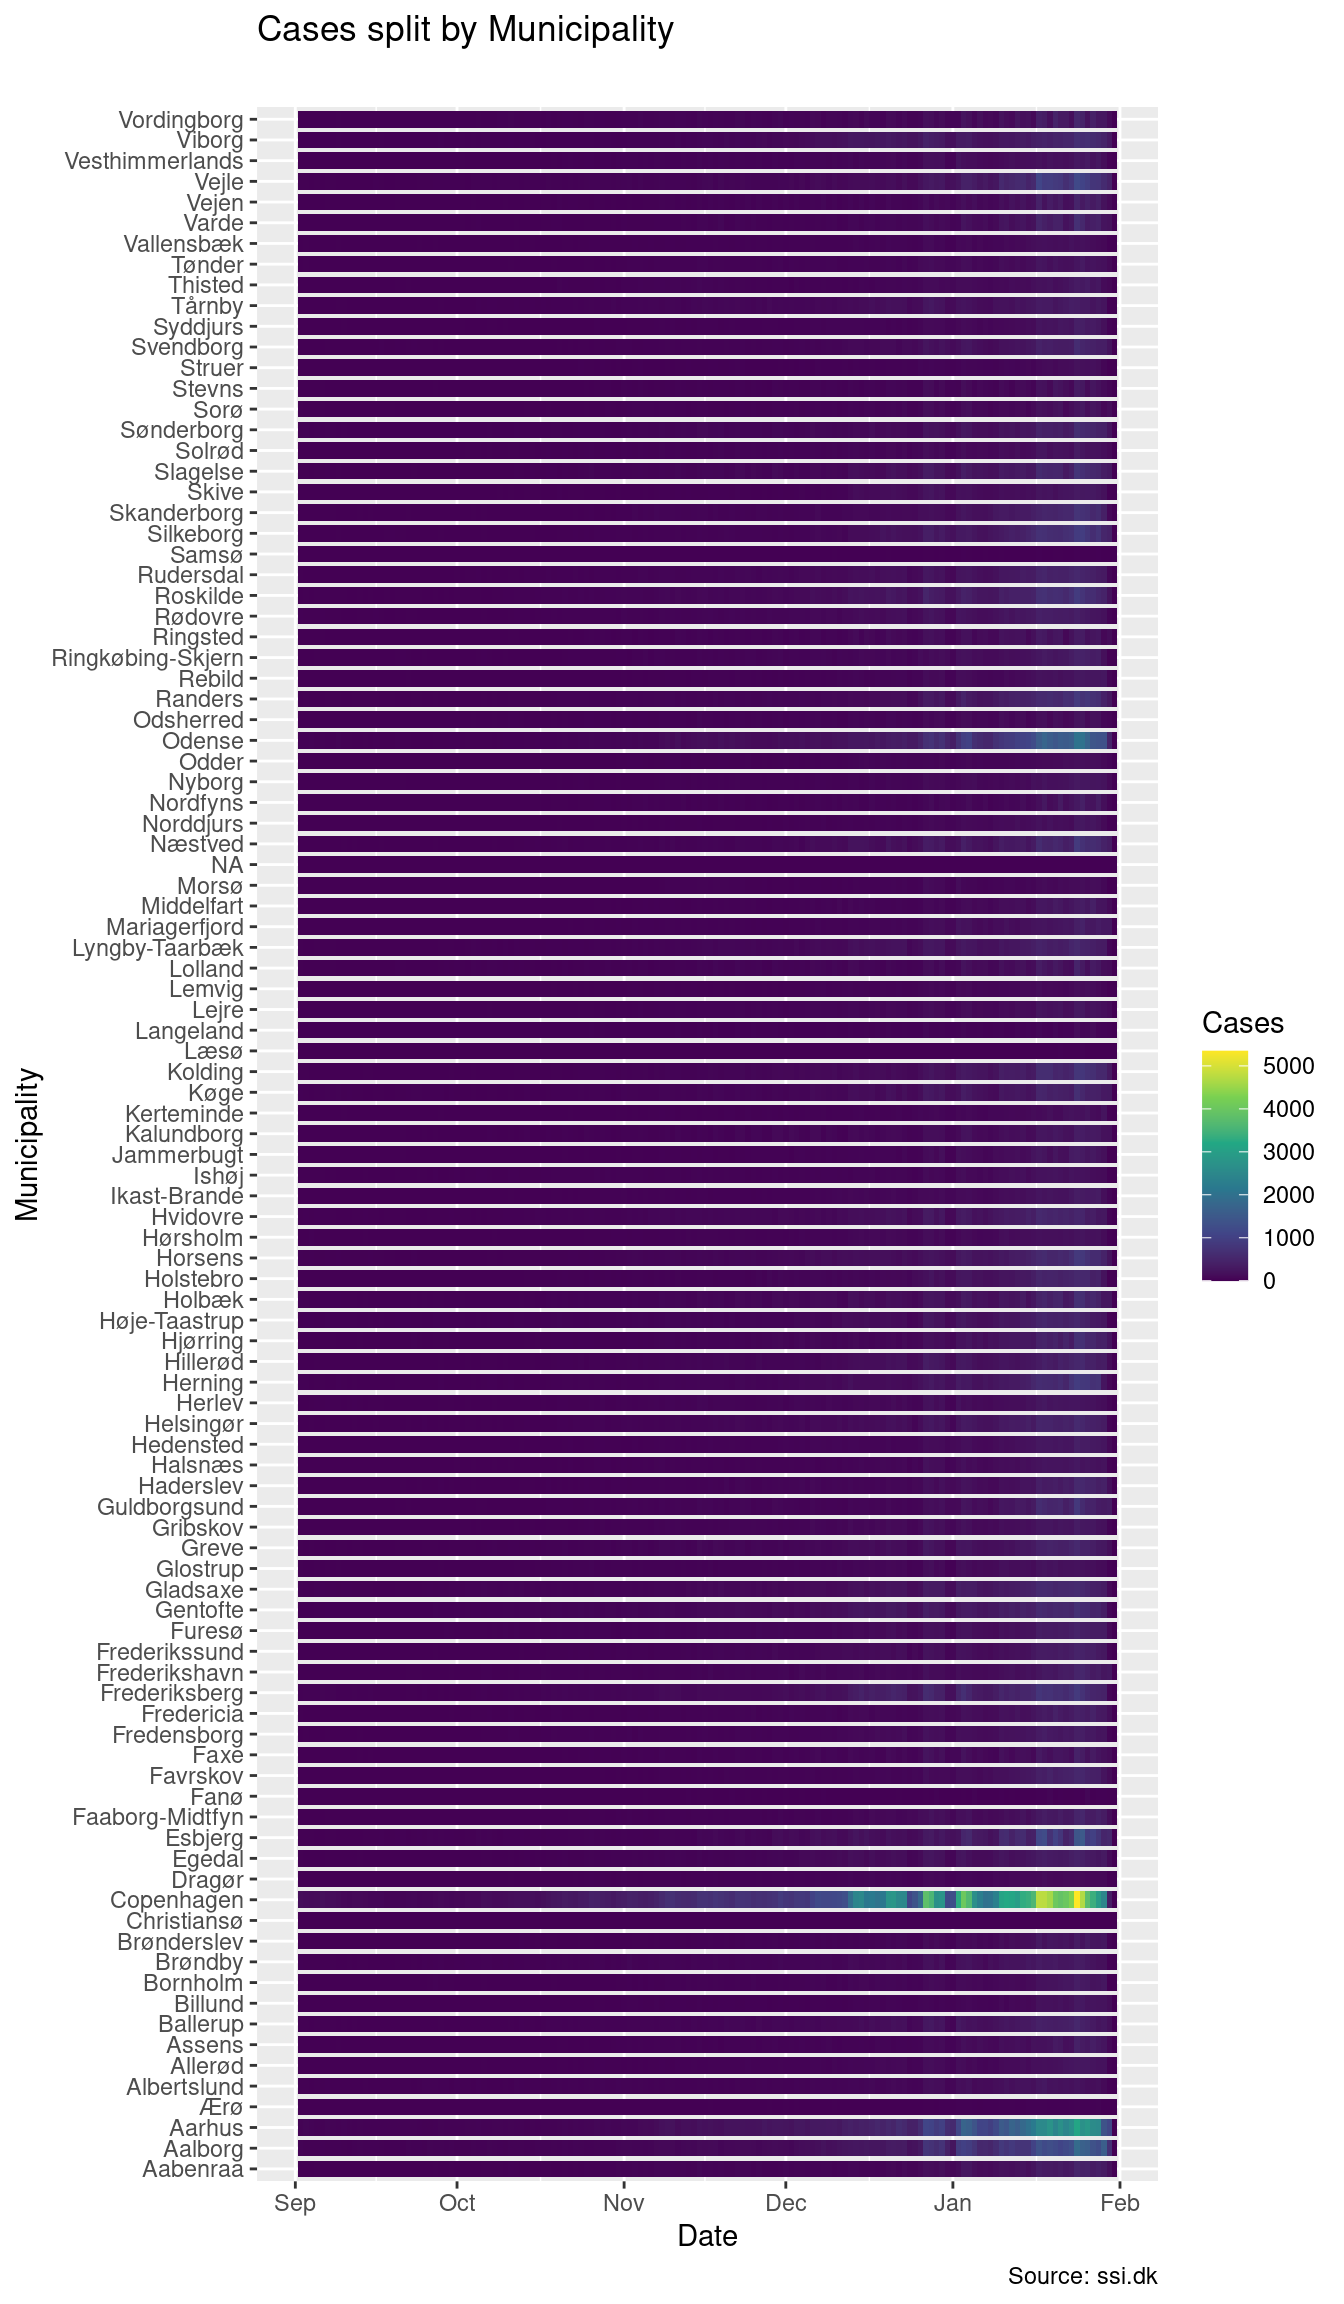 Cases split by Municipality
Vordingborg
Viborg
Vesthimmerlands
Vejle
Vejen
Varde
Vallensbæk
Tønder
Thisted
Tårnby
Syddjurs
Svendborg
Struer
Stevns
Sorø
Sønderborg
Solrød
Slagelse
Skive
Skanderborg
Silkeborg
Samsø
Rudersdal
Roskilde
Rødovre
Ringsted
Ringkøbing-Skjern
Rebild
Randers
Odsherred
Odense
Odder
Nyborg
Nordfyns
Norddjurs
Næstved
NA
Morsø
Middelfart
Mariagerfjord
Lyngby-Taarbæk
Lolland
Lemvig
Lejre
Langeland
Læsø
Kolding
Køge
Kerteminde
Kalundborg
Jammerbugt
Ishøj
Ikast-Brande
Hvidovre
Hørsholm
Horsens
Holstebro
Holbæk
Høje-Taastrup
Hjørring
Hillerød
Herning
Herlev
Helsingør
Hedensted
Halsnæs
Haderslev
Guldborgsund
Gribskov
Greve
Glostrup
Gladsaxe
Gentofte
Furesø
Frederikssund
Frederikshavn
Frederiksberg
Fredericia
Fredensborg
Faxe
Favrskov
Fanø
Faaborg-Midtfyn
Esbjerg
Egedal
Dragør
Copenhagen
Christiansø
Brønderslev
Brøndby
Bornholm
Billund
Ballerup
Assens
Allerød
Albertslund
Ærø
Aarhus
Aalborg
Aabenraa
Municipality
Sep Oct Nov Dec Jan Feb
Date
Cases
5000
4000
3000
2000
1000
0
Source: ssi.dk